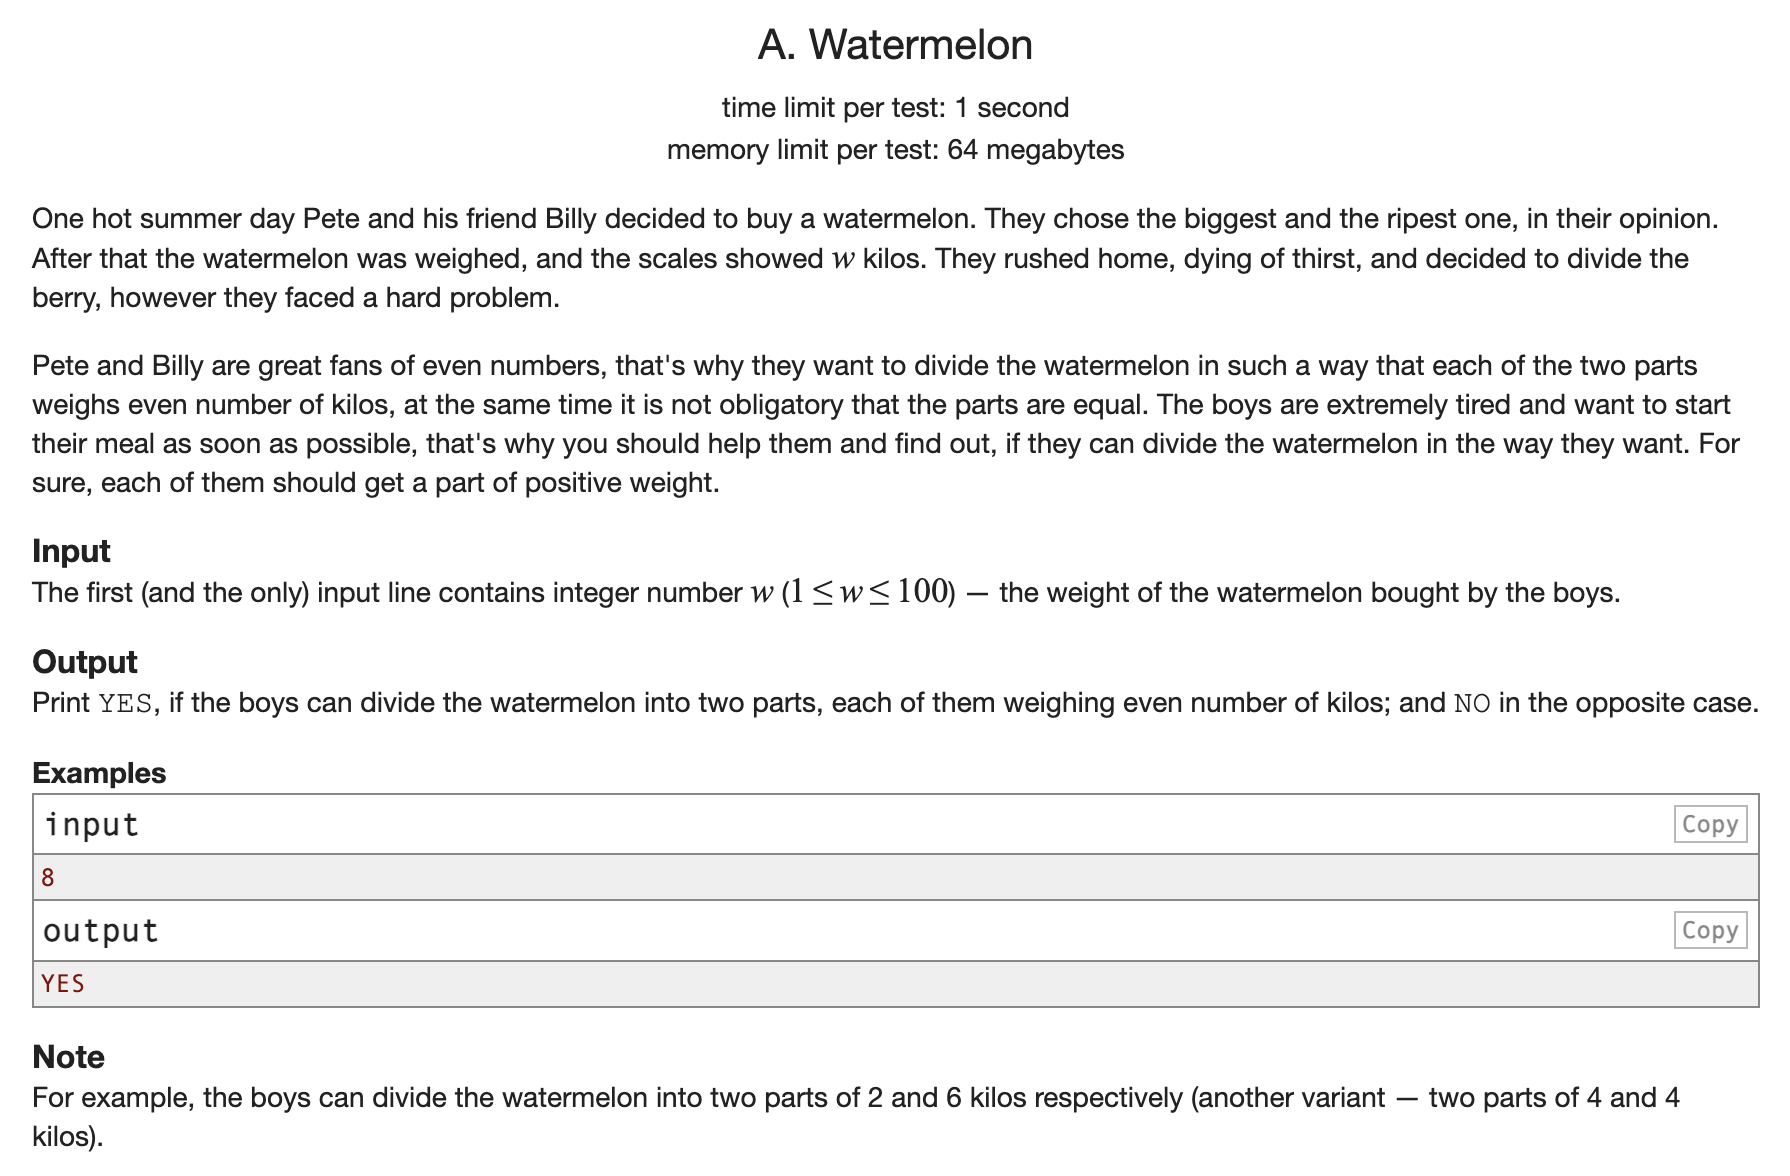 A. Watermelon
time limit per test: 1 second
memory limit per test: 64 megabytes
One hot summer day Pete and his friend Billy decided to buy a watermelon. They chose the biggest and the ripest one, in their opinion.
After that the watermelon was weighed, and the scales showed w kilos. They rushed home, dying of thirst, and decided to divide the
berry, however they faced a hard problem.
Pete and Billy are great fans of even numbers, that's why they want to divide the watermelon in such a way that each of the two parts
weighs even number of kilos, at the same time it is not obligatory that the parts are equal. The boys are extremely tired and want to start
their meal as soon as possible, that's why you should help them and find out, if they can divide the watermelon in the way they want. For
sure, each of them should get a part of positive weight.
Input
The first (and the only) input line contains integer number w (1 ≤ w ≤ 100) — the weight of the watermelon bought by the boys.
Output
Print YES, if the boys can divide the watermelon into two parts, each of them weighing even number of kilos; and NO in the opposite case.
Examples
input Copy
8
output Copy
YES
Note
For example, the boys can divide the watermelon into two parts of 2 and 6 kilos respectively (another variant — two parts of 4 and 4
kilos).